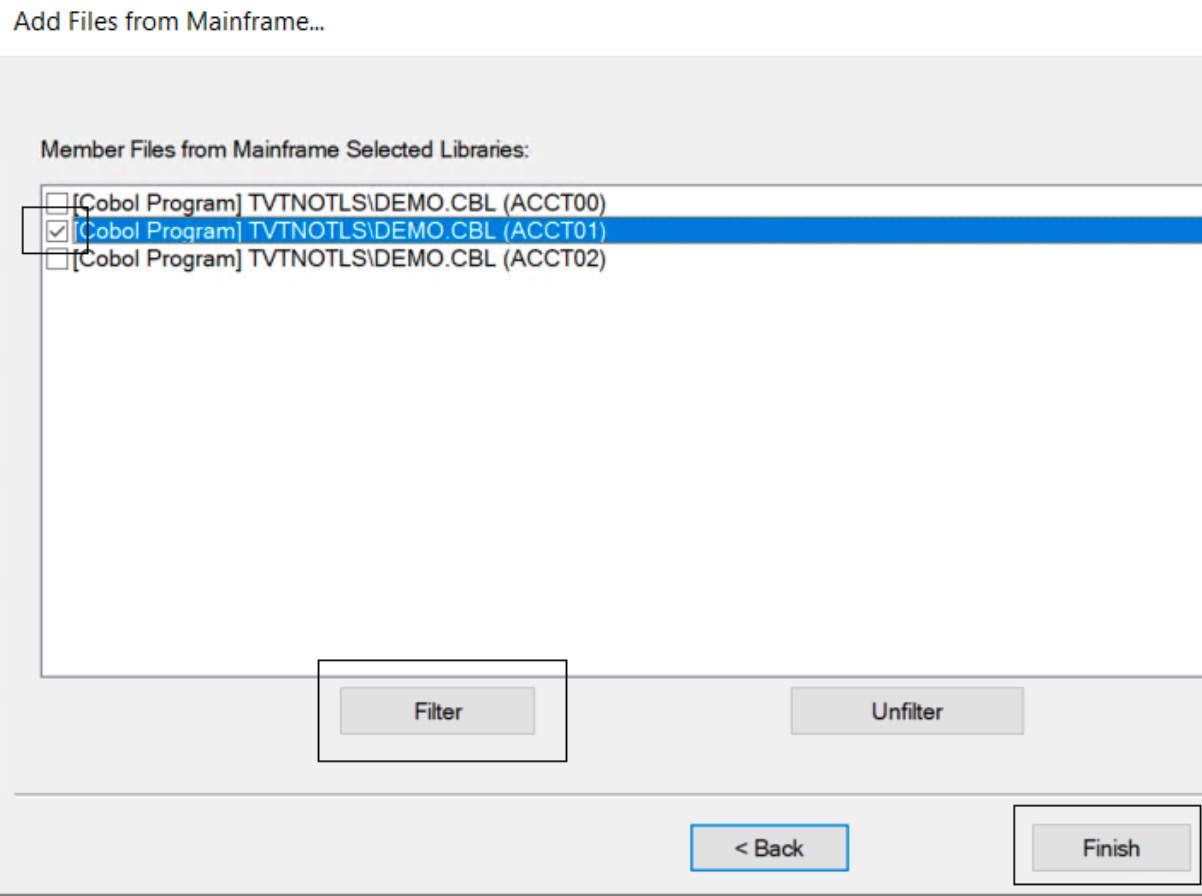 Add Files from Mainframe...
Member Files from Mainframe Selected Libraries:
[Cobol Program] TVTNOTLS\DEMO.CBL (ACCT00)
[Cobol Program] TVTNOTLS\DEMO.CBL (ACCT01)
[Cobol Program] TVTNOTLS\DEMO.CBL (ACCT02)
Filter
Unfilter
< Back
Finish